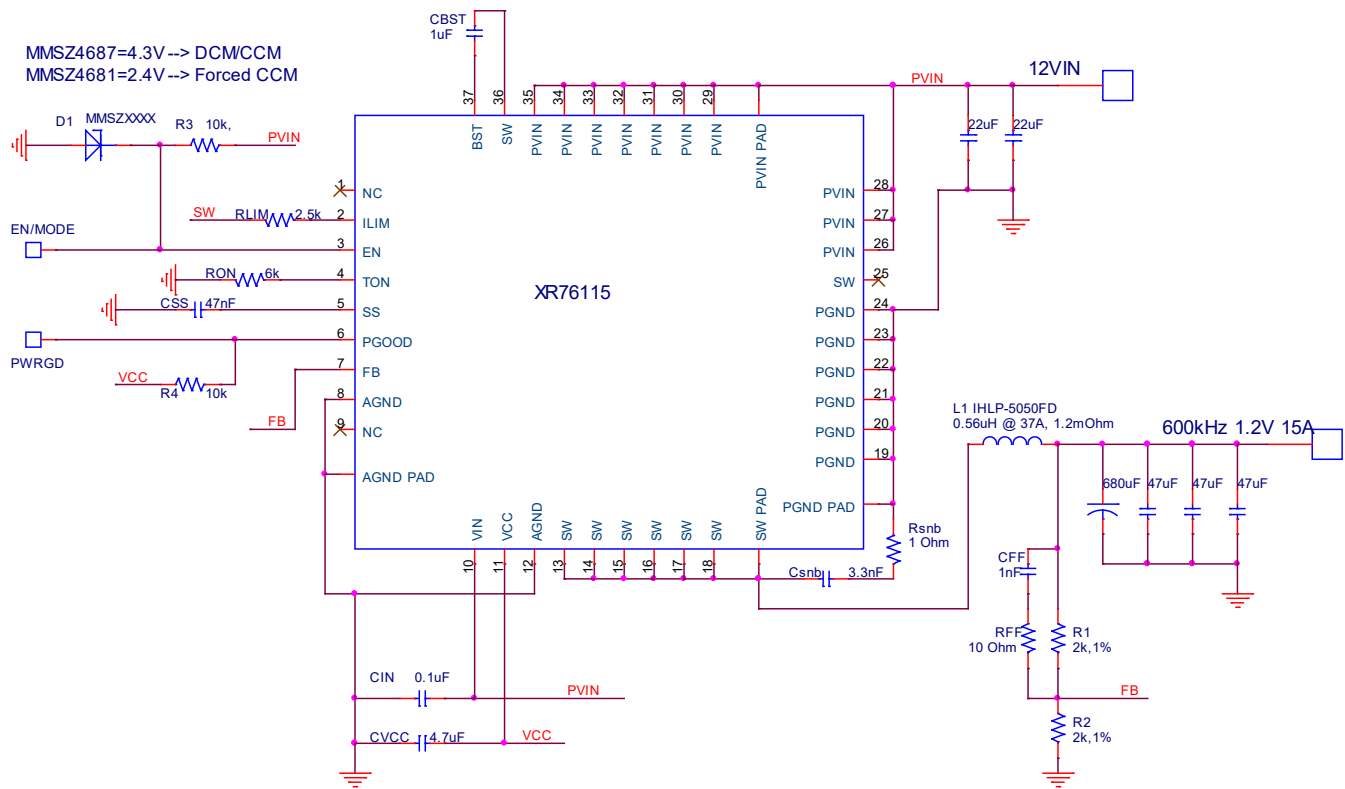 CBST
1uF
MMSZ4687=4.3V --> DCM/CCM
MMSZ4681=2.4V --> Forced CCM
12VIN
PVIN
37
36
35
34
33
32
31
30
29
BST
SW
PVIN
PVIN
PVIN
PVIN
PVIN
PVIN
PVIN
PVIN PAD
22uF
22uF
D1
MMSZXXXX
R3
10k,
PVIN
1
NC
SW
RLIM
2.5k
2
ILIM
EN/MODE
3
EN
RON
6k
4
TON
CSS
47nF
5
SS
6
PGOOD
PWRGD
7
FB
VCC
R4
10k
8
AGND
FB
9
NC
AGND PAD
XR76115
PVIN
28
PVIN
27
PVIN
26
SW
25
PGND
24
PGND
23
PGND
22
PGND
21
PGND
20
PGND
19
PGND PAD
L1 IHLP-5050FD
0.56uH @ 37A, 1.2mOhm
600kHz 1.2V 15A
680uF
47uF
47uF
47uF
VIN
VCC
AGND
SW
SW
SW
SW
SW
SW
SW PAD
10
11
12
13
14
15
16
17
18
Rsnb
1 Ohm
Csnb
3.3nF
CFF
1nF
RFF
10 Ohm
R1
2k,1%
CIN
0.1uF
PVIN
FB
CVCC
4.7uF
VCC
R2
2k,1%